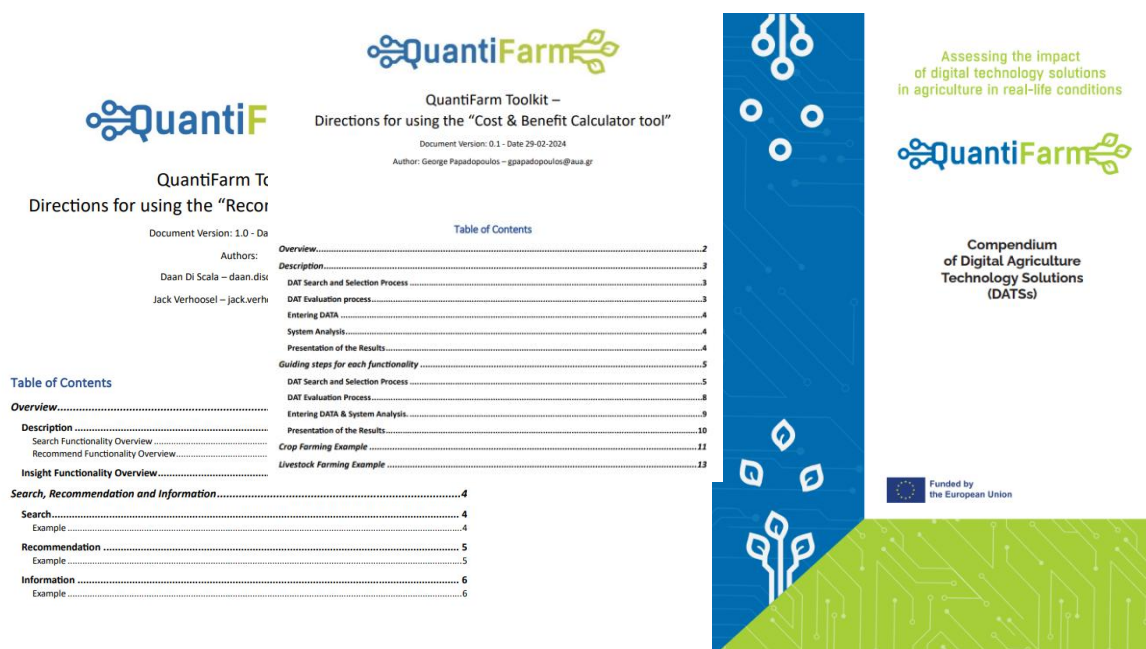 QuantiF
QuantiFarm To
Directions for using the “Recor
Document Version: 1.0 - Da
Authors:
Daan Di Scala – daan.disc
Jack Verhoosel – jack.verh
Table of Contents
Overview
Description
Search Functionality Overview
Recommend Functionality Overview
Insight Functionality Overview
Search, Recommendation and Information 4
Search 4
Example 4
Recommendation 5
Example 5
Information 6
Example 6
QuantiFarm
QuantiFarm Toolkit –
Directions for using the “Cost & Benefit Calculator tool”
Document Version: 0.1 - Date 29-02-2024
Author: George Papadopoulos – gpapadopoulos@aua.gr
Table of Contents
Overview 2
Description 3
DAT Search and Selection Process 3
DAT Evaluation process 3
Entering DATA 4
System Analysis 4
Presentation of the Results 4
Guiding steps for each functionality 5
DAT Search and Selection Process 5
DAT Evaluation Process 8
Entering DATA & System Analysis. 9
Presentation of the Results 10
Crop Farming Example 11
Livestock Farming Example 13
Assessing the impact
of digital technology solutions
in agriculture in real-life conditions
QuantiFarm
Compendium
of Digital Agriculture
Technology Solutions
(DATSs)
Funded by
the European Union